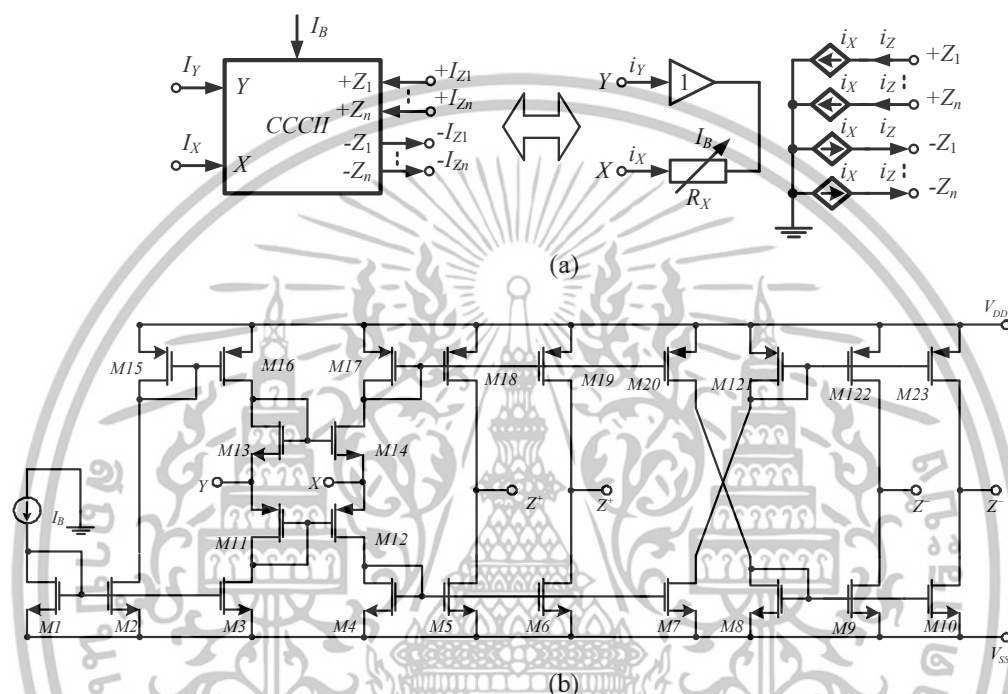 I_B
I_Y
Y
+Z_1
+I_Z1
+Z_n
+I_Zn
CCCII
I_X
X
-Z_1
-I_Z1
-Z_n
-I_Zn
Y
i_Y
1
I_B
X
i_X
R_X
i_X
i_Z
+Z_1
i_X
i_Z
+Z_n
i_X
i_Z
-Z_1
i_X
i_Z
-Z_n
(a)
V_DD
M15
M16
M17
M18
M19
M20
M121
M122
M23
M13
M14
Y
X
Z^+
Z^+
Z^-
Z^-
I_B
M11
M12
M1
M2
M3
M4
M5
M6
M7
M8
M9
M10
V_SS
(b)